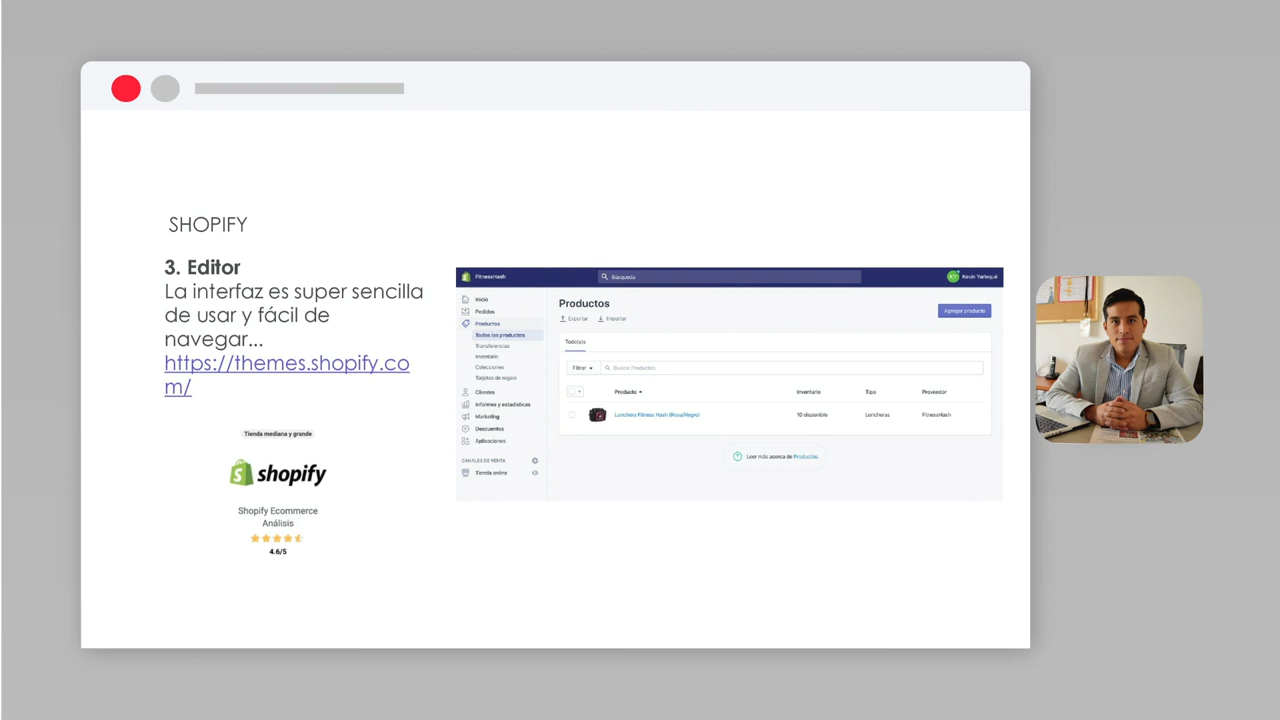 SHOPIFY
3. Editor
La interfaz es super sencilla
de usar y fácil de
navegar...
https://themes.shopify.co
m/
Tienda mediana y grande
shopify
Shopify Ecommerce
Análisis
4.6/5
FitnessHash
Búsqueda
KY
Kevin Yarlequé
Inicio
Pedidos
Productos
Todos los productos
Transferencias
Inventario
Colecciones
Tarjetas de regalo
Clientes
Informes y estadísticas
Marketing
Descuentos
Aplicaciones
CANALES DE VENTA
Tienda online
Productos
Exportar
Importar
Agregar producto
Todo(a)s
Filtrar
Buscar Productos
Producto
Inventario
Tipo
Proveedor
Lonchera Fitness Hash (Rosa/Negro)
10 disponible
Loncheras
FitnessHash
Leer más acerca de Productos.